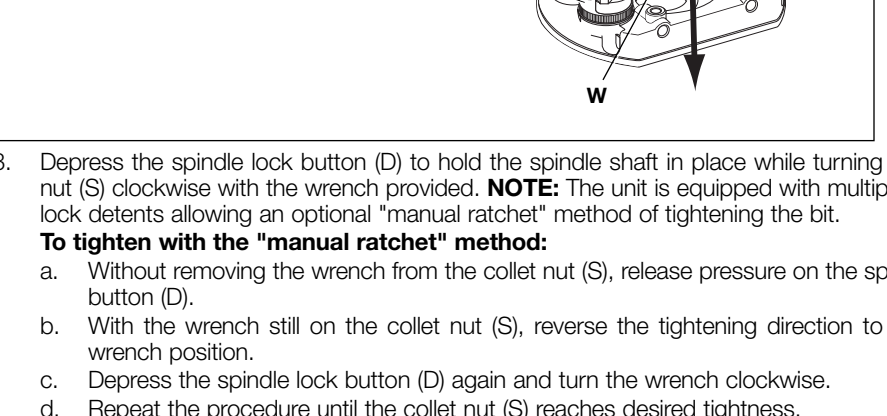 W
3. Depress the spindle lock button (D) to hold the spindle shaft in place while turning
nut (S) clockwise with the wrench provided. NOTE: The unit is equipped with
lock detents allowing an optional "manual ratchet" method of tightening the bit.
To tighten with the "manual ratchet" method:
a. Without removing the wrench from the collet nut (S), release pressure on the
button (D).
b. With the wrench still on the collet nut (S), reverse the tightening direction to
wrench position.
c. Depress the spindle lock button (D) again and turn the wrench clockwise.
d. Repeat the procedure until the collet nut (S) reaches desired tightness.